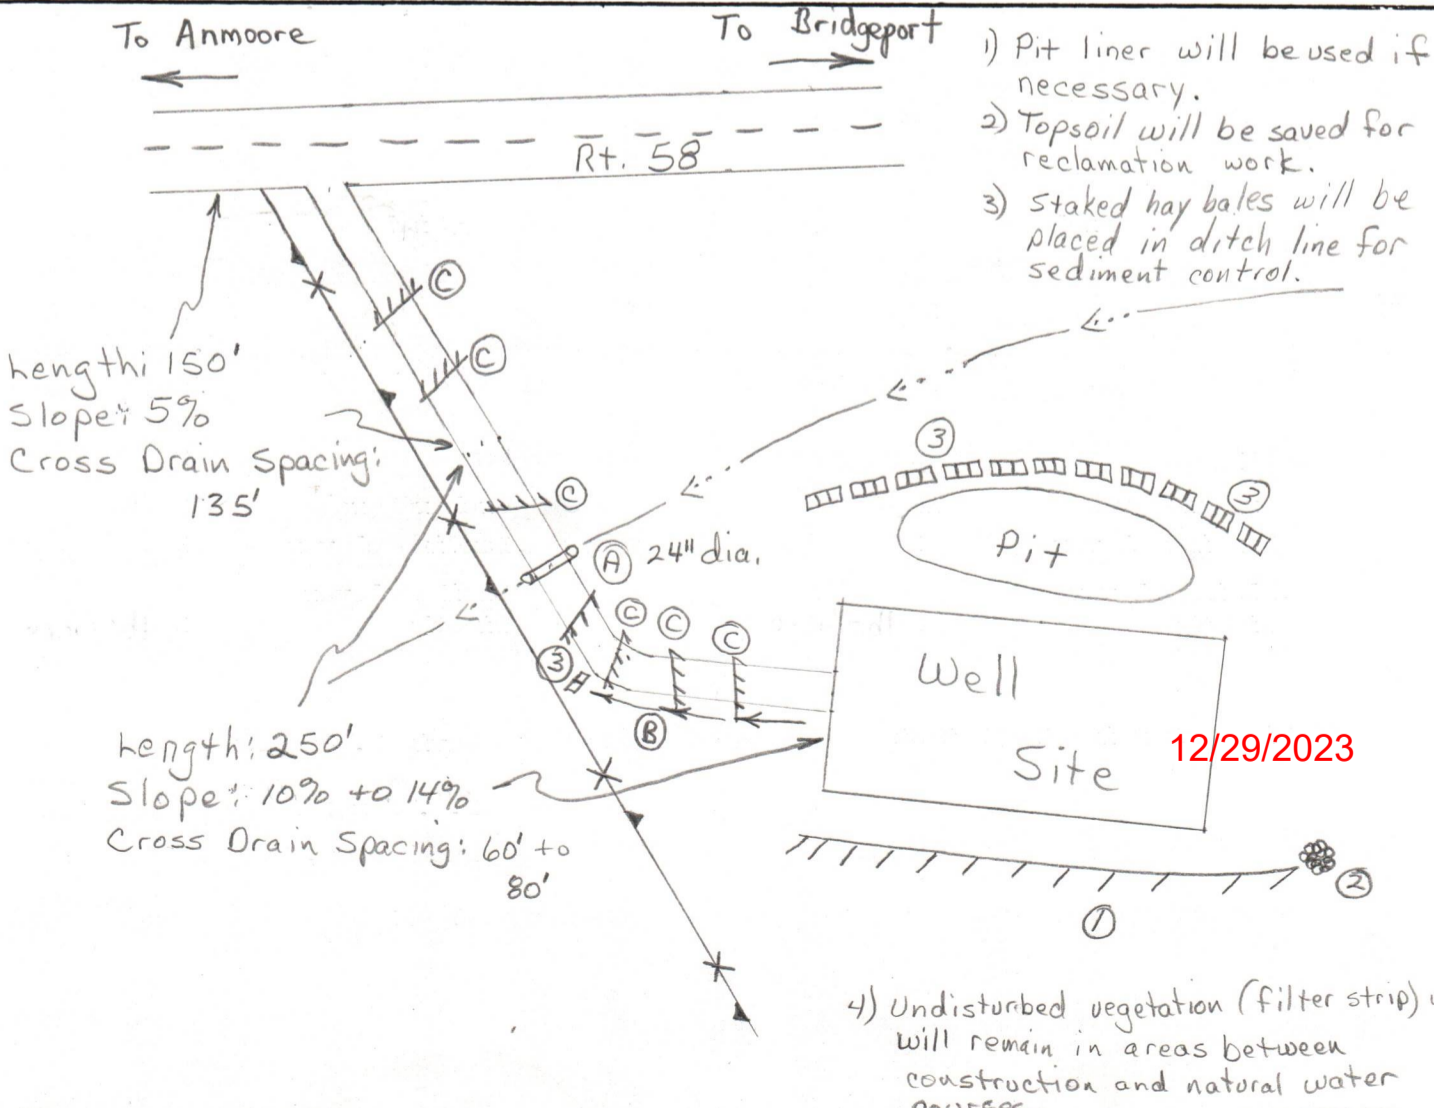 To Anmoore
To Bridgeport
1) Pit liner will be used if
necessary.
2) Topsoil will be saved for
reclamation work.
3) Staked hay bales will be
placed in ditch line for
sediment control.
Rt. 58
C
C
Length: 150'
Slope: 5%
Cross Drain Spacing:
135'
C
A 24" dia.
3
3
Pit
C C C
3
B
Well
Site
12/29/2023
Length: 250'
Slope: 10% to 14%
Cross Drain Spacing: 60' to
80'
2
1
4) Undisturbed vegetation (filter strip)
will remain in areas between
construction and natural water